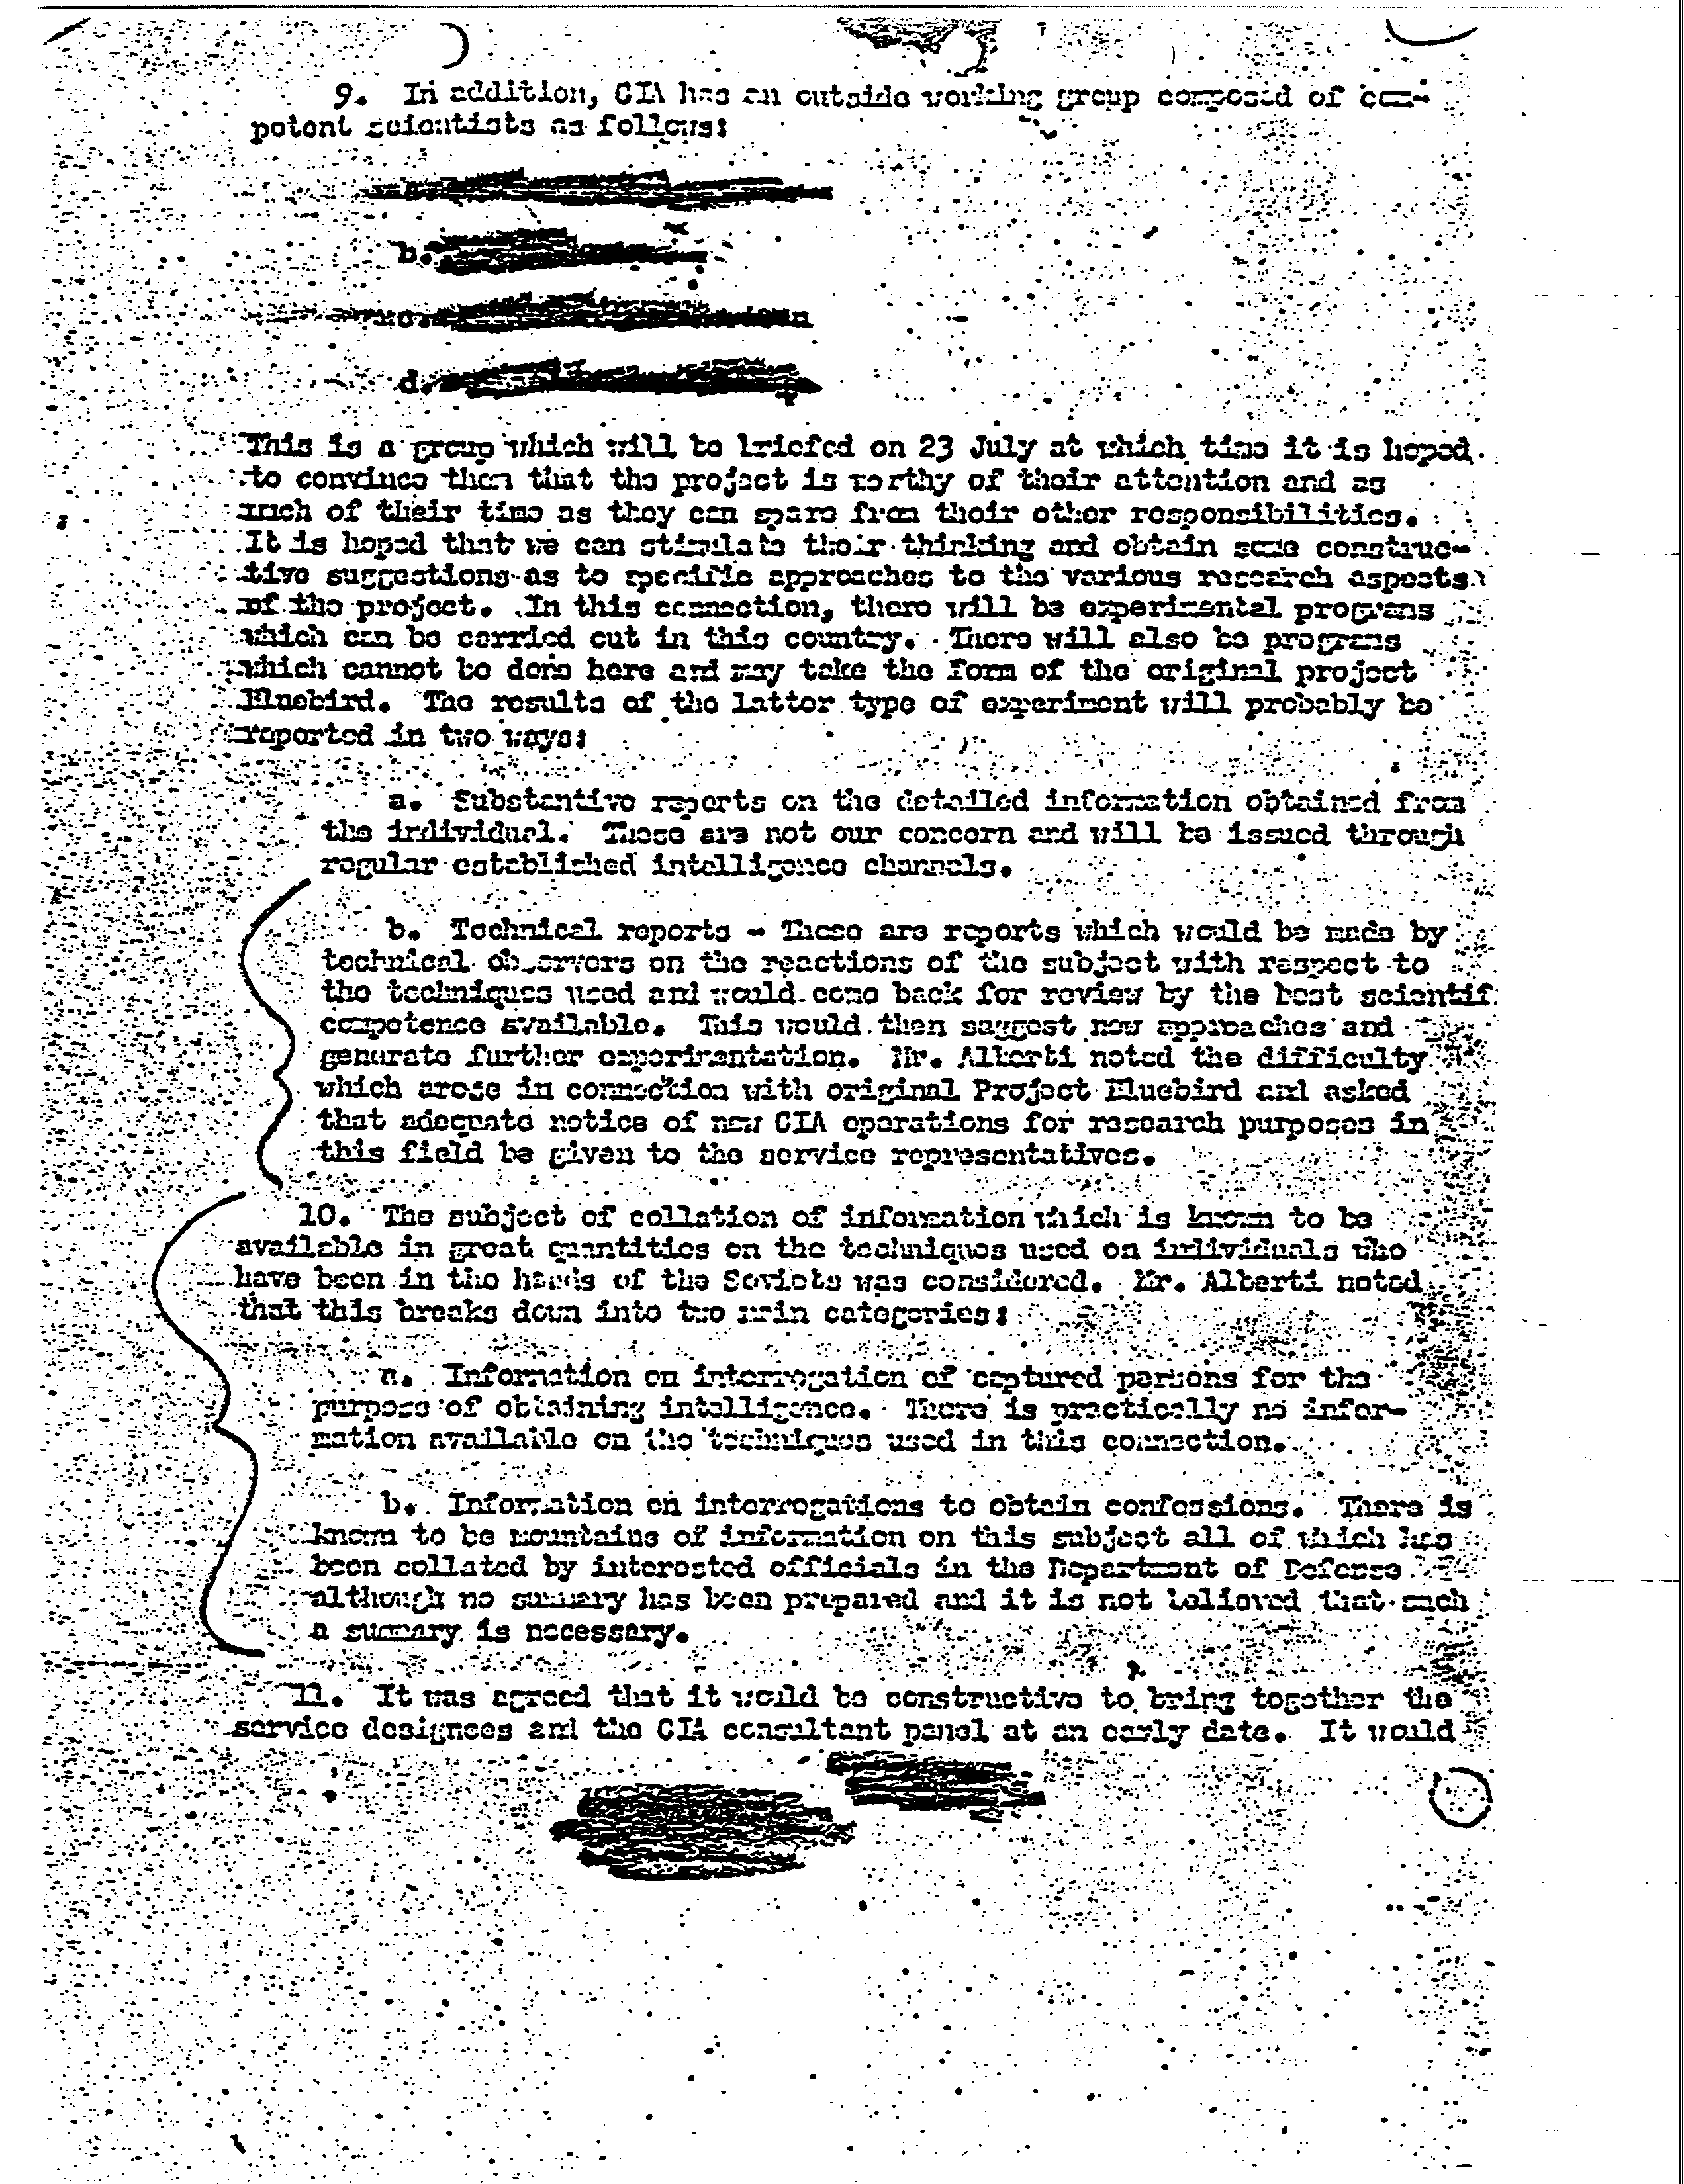 9. In addition, CIA has an outside working group composed of com-
petent scientists as follows:
b.
c.
d.
This is a group which will be briefed on 23 July at which time it is hoped
to convince them that the project is worthy of their attention and as
much of their time as they can spare from their other responsibilities.
It is hoped that we can stimulate their thinking and obtain some construc-
tive suggestions as to specific approaches to the various research aspects
of the project. In this connection, there will be experimental programs
which can be carried out in this country. There will also be programs
which cannot be done here and may take the form of the original project
Bluebird. The results of the latter type of experiment will probably be
reported in two ways:
a. Substantive reports on the detailed information obtained from
the individual. These are not our concern and will be issued through
regular established intelligence channels.
b. Technical reports - These are reports which would be made by
technical observers on the reactions of the subject with respect to
the techniques used and would come back for review by the best scientif
competence available. This would then suggest new approaches and
generate further experimentation. Mr. Alberti noted the difficulty
which arose in connection with original Project Bluebird and asked
that adequate notice of new CIA operations for research purposes in
this field be given to the service representatives.
10. The subject of collation of information which is known to be
available in great quantities on the techniques used on individuals who
have been in the hands of the Soviets was considered. Mr. Alberti noted
that this breaks down into two main categories:
a. Information on interrogation of captured persons for the
purpose of obtaining intelligence. There is practically no infor-
mation available on the techniques used in this connection.
b. Information on interrogations to obtain confessions. There is
known to be mountains of information on this subject all of which has
been collated by interested officials in the Department of Defense
although no summary has been prepared and it is not believed that such
a summary is necessary.
11. It was agreed that it would be constructive to bring together the
service designees and the CIA consultant panel at an early date. It would